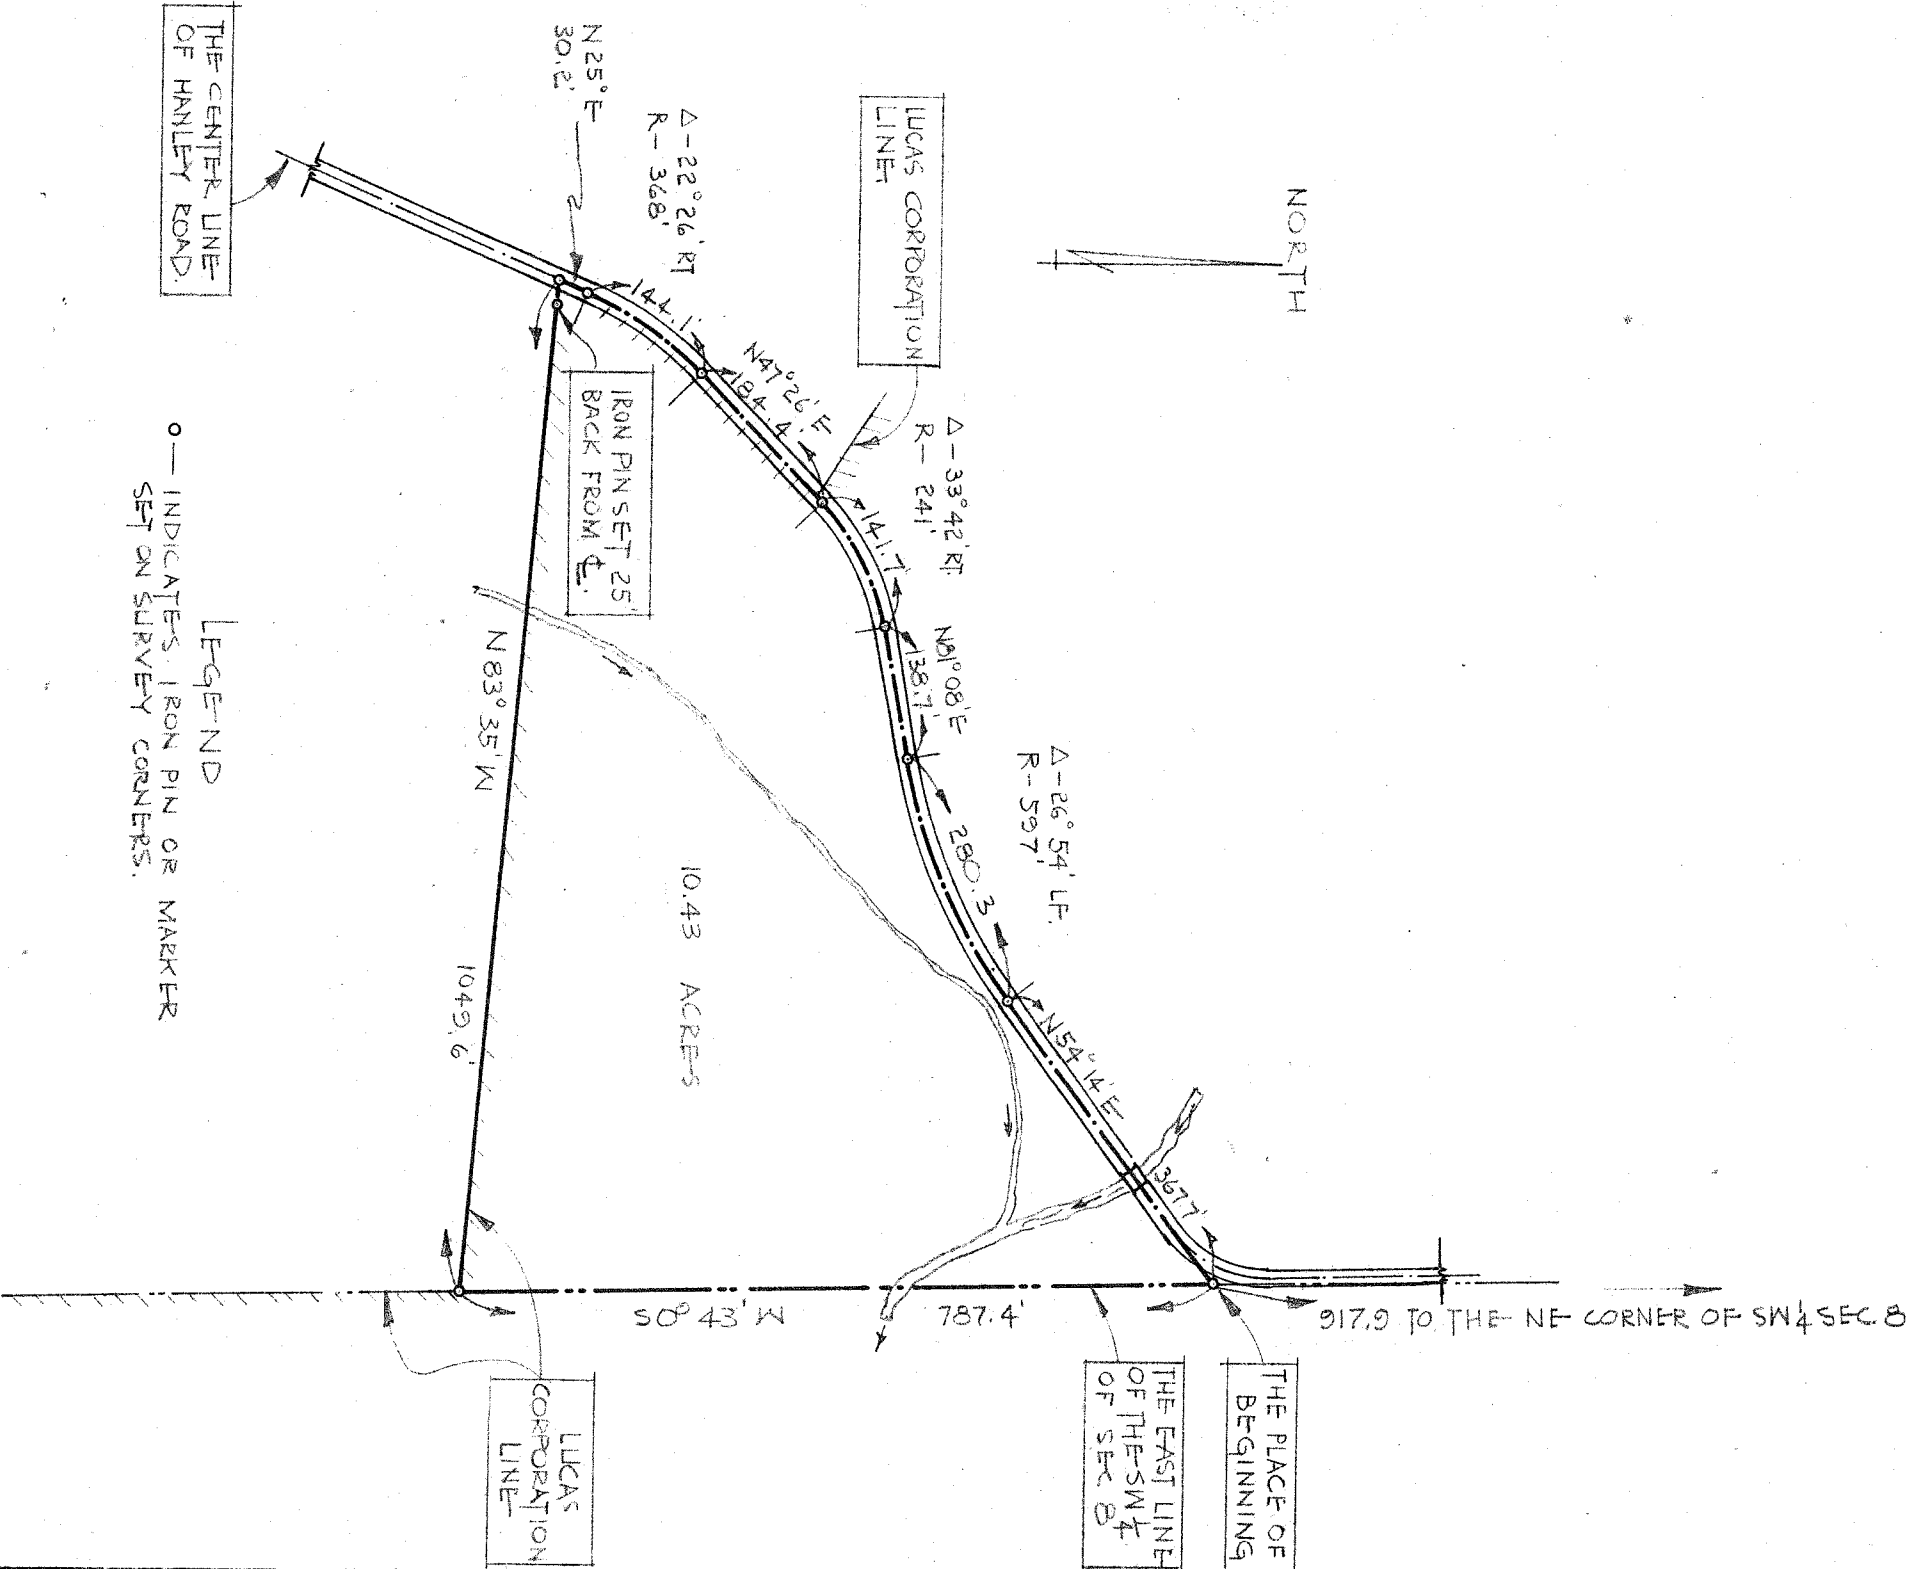 NORTH
THE CENTER LINE
OF HANLEY ROAD.
N 25° E
30.2'
Δ-22°26' RT
R- 368'
144.1'
LUCAS CORPORATION
LINE
N47°26' E
184.4'
IRON PIN SET 25'
BACK FROM ℄.
Δ-33°42' RT
R- 241'
141.7'
N81°08' E
138.7'
Δ-26°54' LF.
R- 597'
280.3
N54°14' E
367.7'
N 83° 35' W
1049.6'
10.43 ACRES
S0° 43' W
787.4'
917.9 TO THE NE CORNER OF SW¼ SEC. 8
THE PLACE OF
BEGINNING
THE EAST LINE
OF THE SW¼
OF SEC 8
LUCAS
CORPORATION
LINE
LEGEND
o — INDICATES IRON PIN OR MARKER
SET ON SURVEY CORNERS.